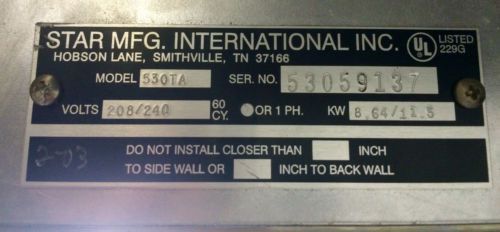 STAR MFG. INTERNATIONAL INC. UL LISTED 229G
HOBSON LANE, SMITHVILLE, TN 37166
MODEL 530TA SER. NO. 53059137
VOLTS 208/240 60 CY. OR 1 PH. KW 8.64/11.5
2-03
DO NOT INSTALL CLOSER THAN INCH
TO SIDE WALL OR INCH TO BACK WALL